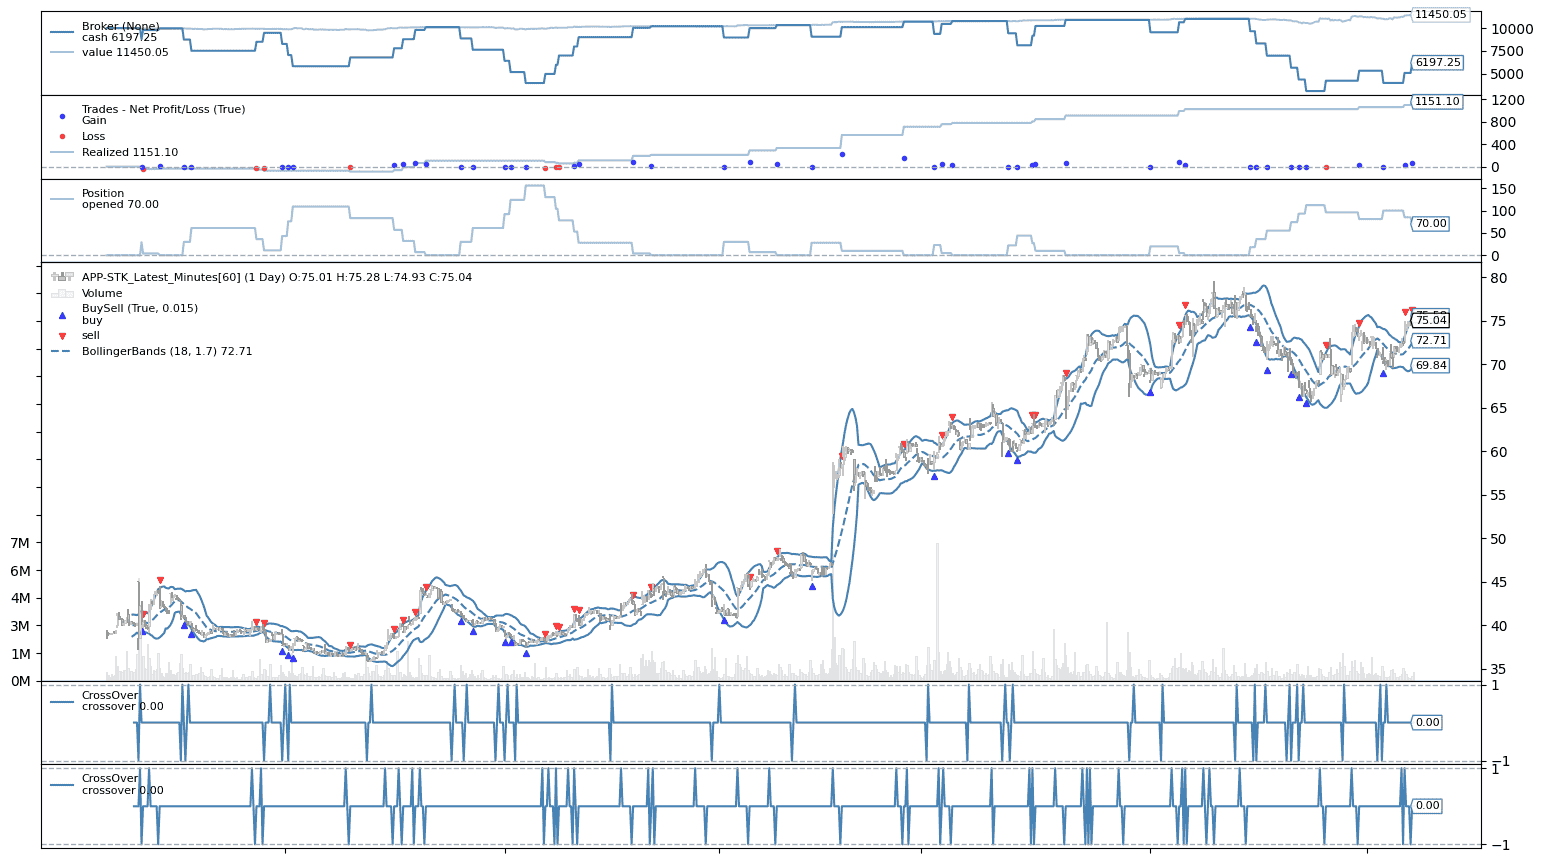 Broker (None)
cash 6197.25
value 11450.05
11450.05
10000
7500
6197.25
5000
Trades - Net Profit/Loss (True)
Gain
Loss
Realized 1151.10
1200
1151.10
800
400
0
Position
opened 70.00
150
100
70.00
50
0
APP-STK_Latest_Minutes[60] (1 Day) O:75.01 H:75.28 L:74.93 C:75.04
Volume
BuySell (True, 0.015)
buy
sell
BollingerBands (18, 1.7) 72.71
80
75
75.04
72.71
70
69.84
65
60
55
50
45
40
35
7M
6M
4M
3M
1M
0M
CrossOver
crossover 0.00
1
0.00
−1
CrossOver
crossover 0.00
1
0.00
−1